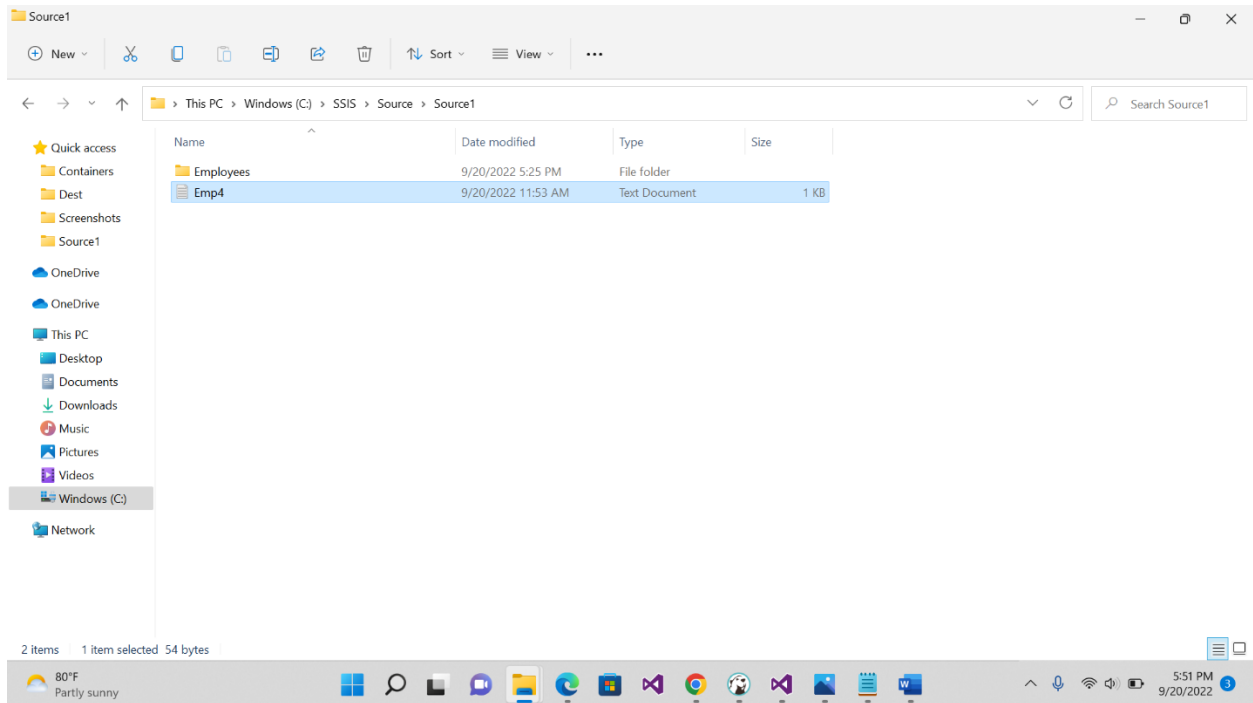 Source1
New
Sort
View
This PC > Windows (C:) > SSIS > Source > Source1
Search Source1
Name Date modified Type Size
Employees 9/20/2022 5:25 PM File folder
Emp4 9/20/2022 11:53 AM Text Document 1 KB
Quick access
Containers
Dest
Screenshots
Source1
OneDrive
OneDrive
This PC
Desktop
Documents
Downloads
Music
Pictures
Videos
Windows (C:)
Network
2 items 1 item selected 54 bytes
80°F
Partly sunny
W
5:51 PM
9/20/2022
3